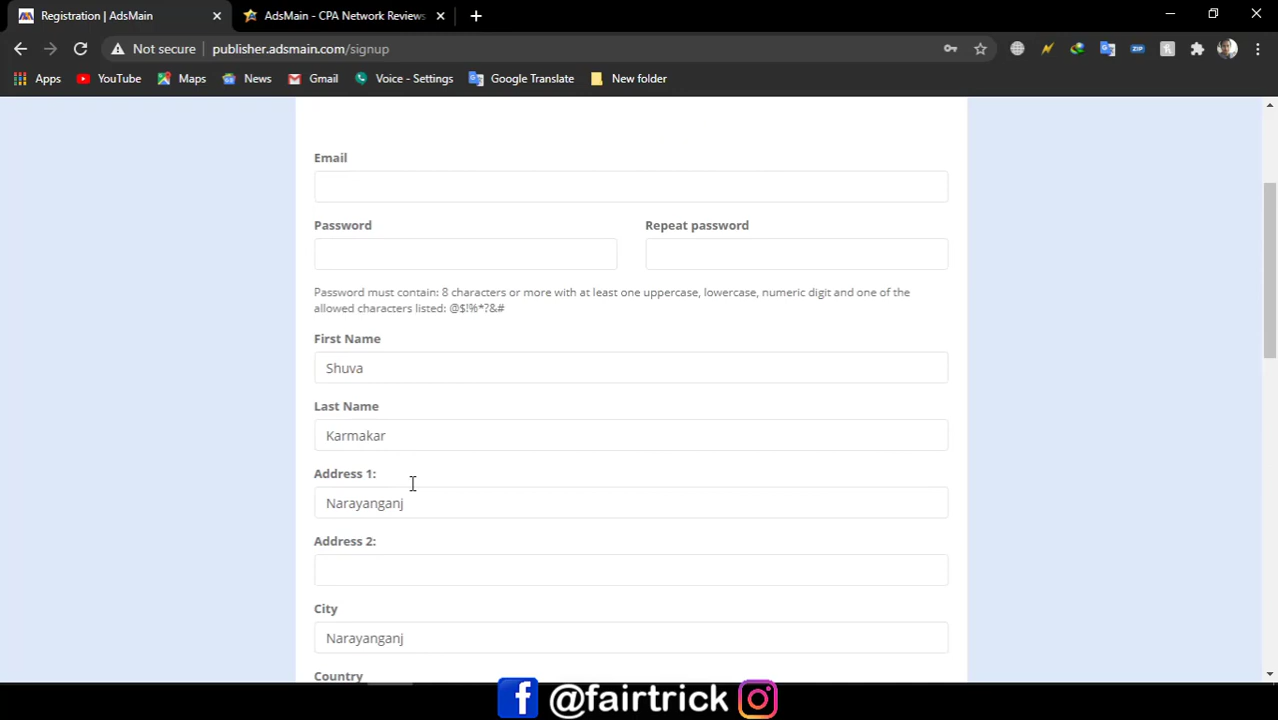 Registration | AdsMain
AdsMain - CPA Network Reviews
Not secure
publisher.adsmain.com/signup
Apps
YouTube
Maps
News
Gmail
Voice - Settings
Google Translate
New folder
Email
Password
Repeat password
Password must contain: 8 characters or more with at least one uppercase, lowercase, numeric digit and one of the
allowed characters listed: @$!%*?&#
First Name
Shuva
Last Name
Karmakar
Address 1:
Narayanganj
Address 2:
City
Narayanganj
Country
@fairtrick